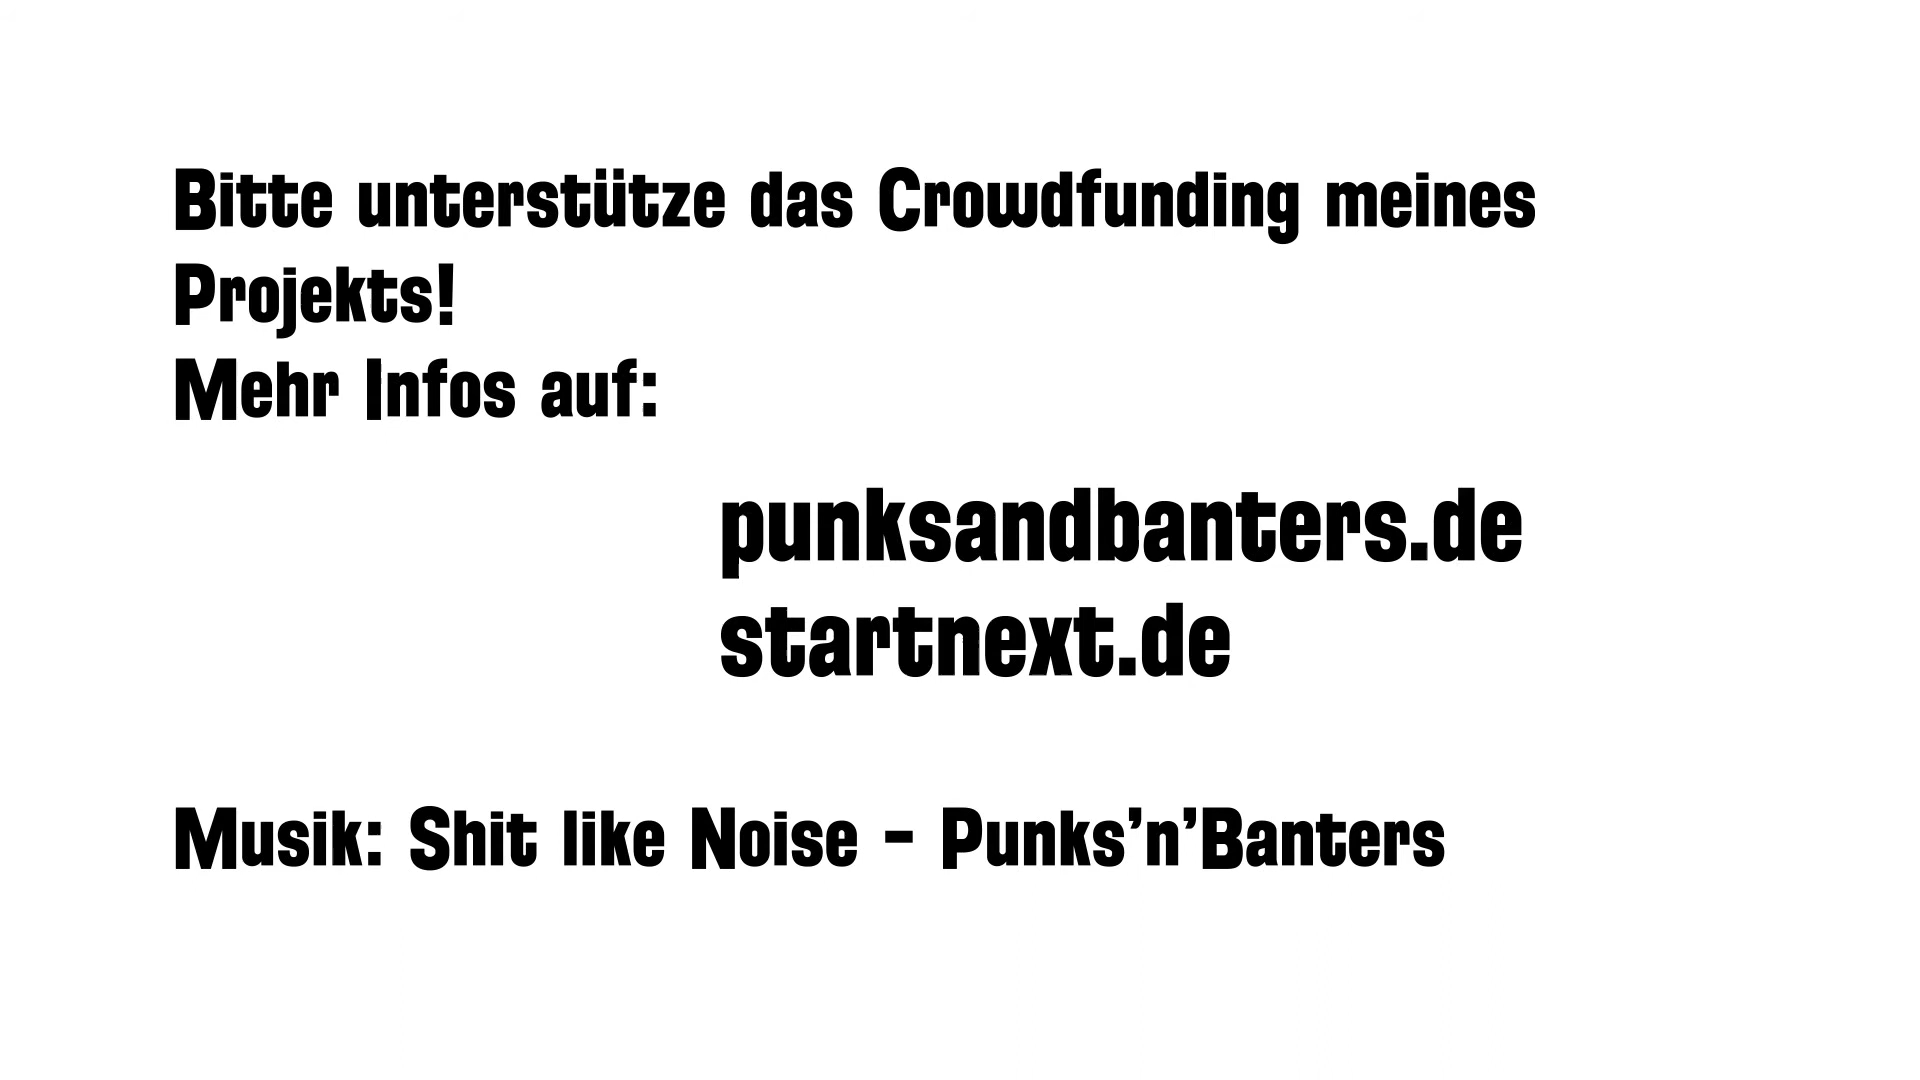 Bitte unterstütze das Crowdfunding meines
Projekts!
Mehr Infos auf:
punksandbanters.de
startnext.de
Musik: Shit like Noise - Punks’n’Banters